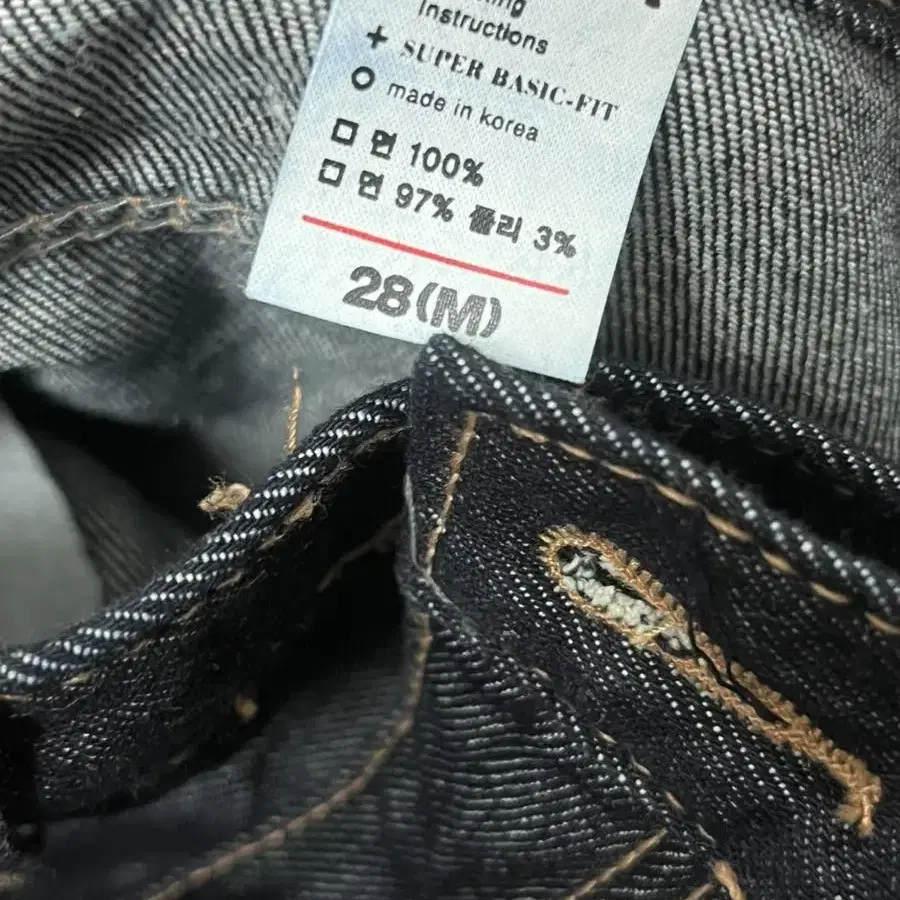 Instructions
+ SUPER BASIC-FIT
made in korea
면 100%
면 97% 폴리 3%
28(M)